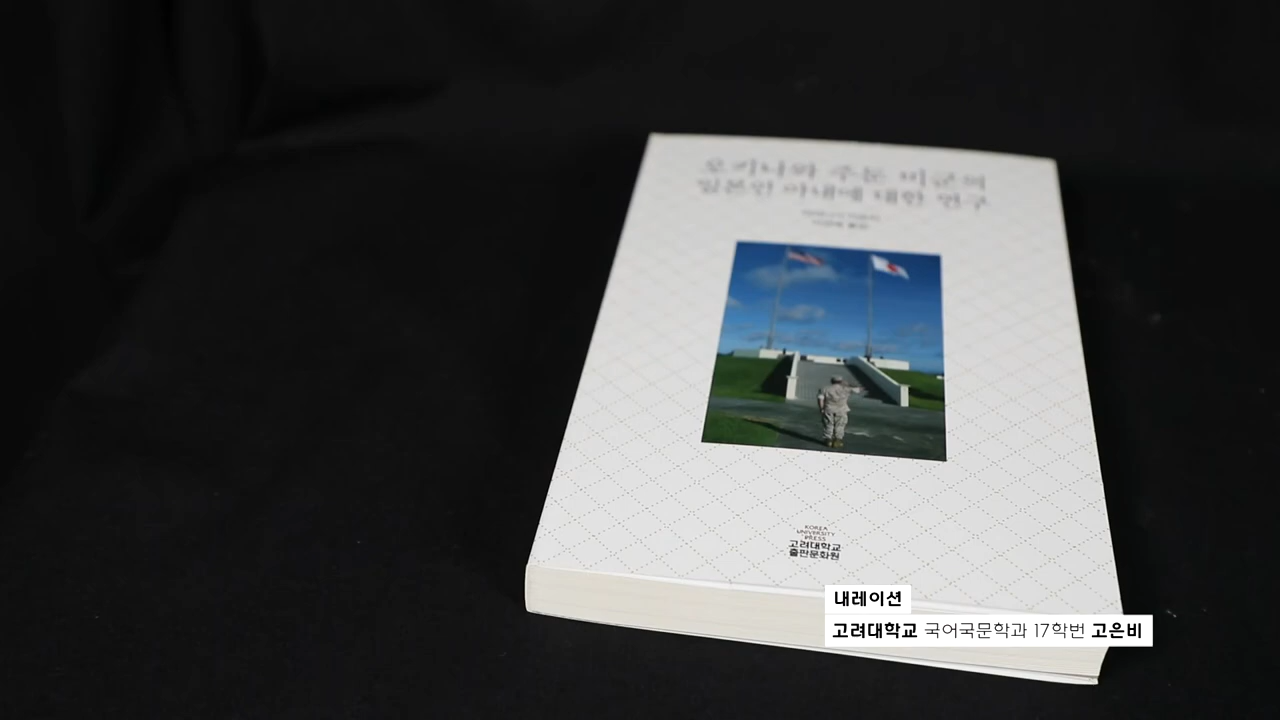 오키나와 주둔 미군의
일본인 아내에 대한 연구
KOREA
UNIVERSITY
PRESS
고려대학교
출판문화원
내레이션
고려대학교 국어국문학과 17학번 고은비